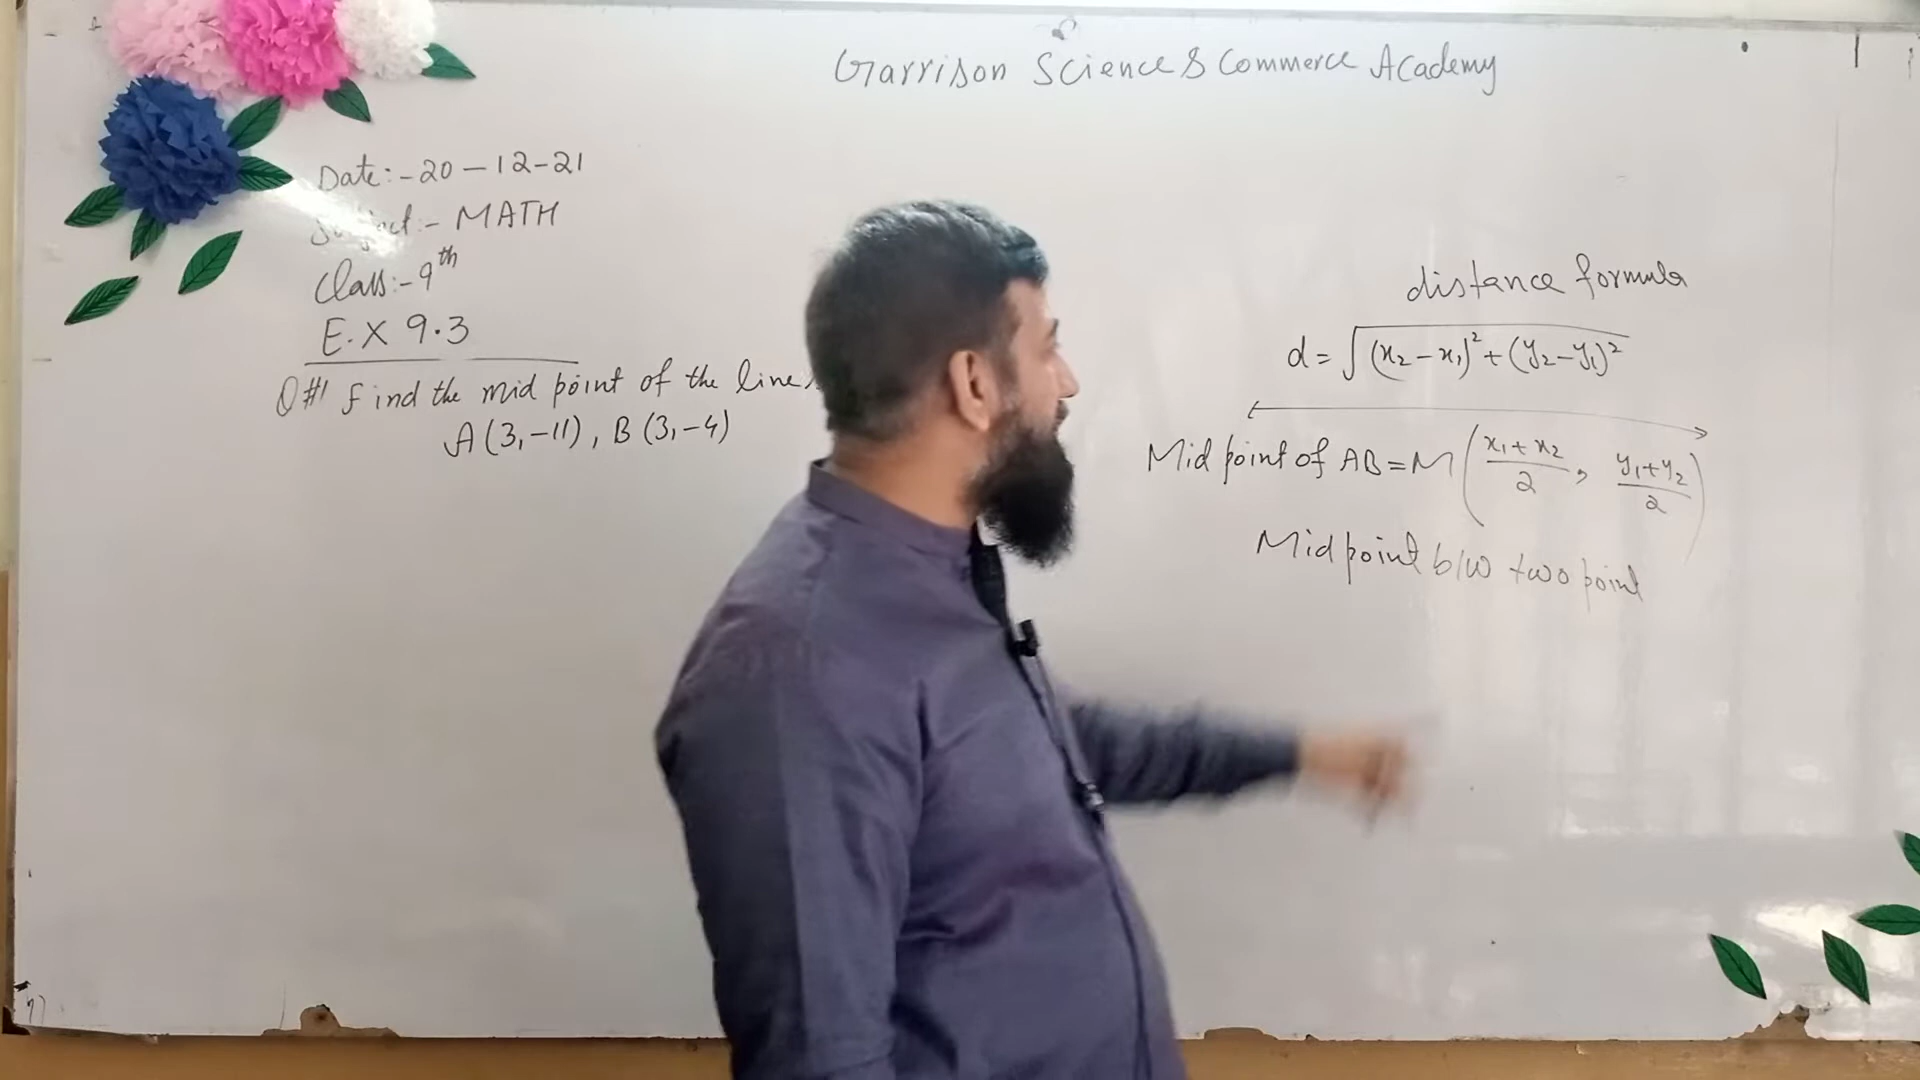 Garrison Science & Commerce Academy
Date:- 20-12-21
Subject:- MATH
Class:- 9th
E.X 9.3
Q#1 find the mid point of the line
A(3,-11), B(3,-4)
distance formula
d = √(x₂-x₁)²+(y₂-y₁)²
Mid point of AB = M(x₁+x₂/2, y₁+y₂/2)
Mid point b/w two point